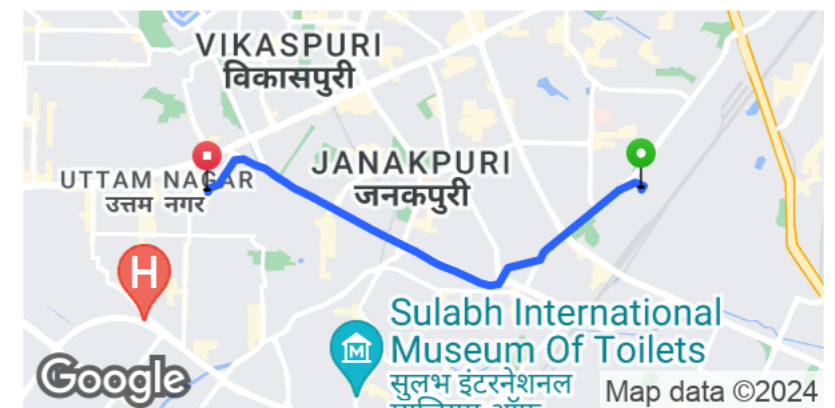 VIKASPURI
विकासपुरी
JANAKPURI
जनकपुरी
UTTAM NAGAR
उत्तम नगर
H
Sulabh International
Museum Of Toilets
सुलभ इंटरनेशनल
Google
Map data ©2024